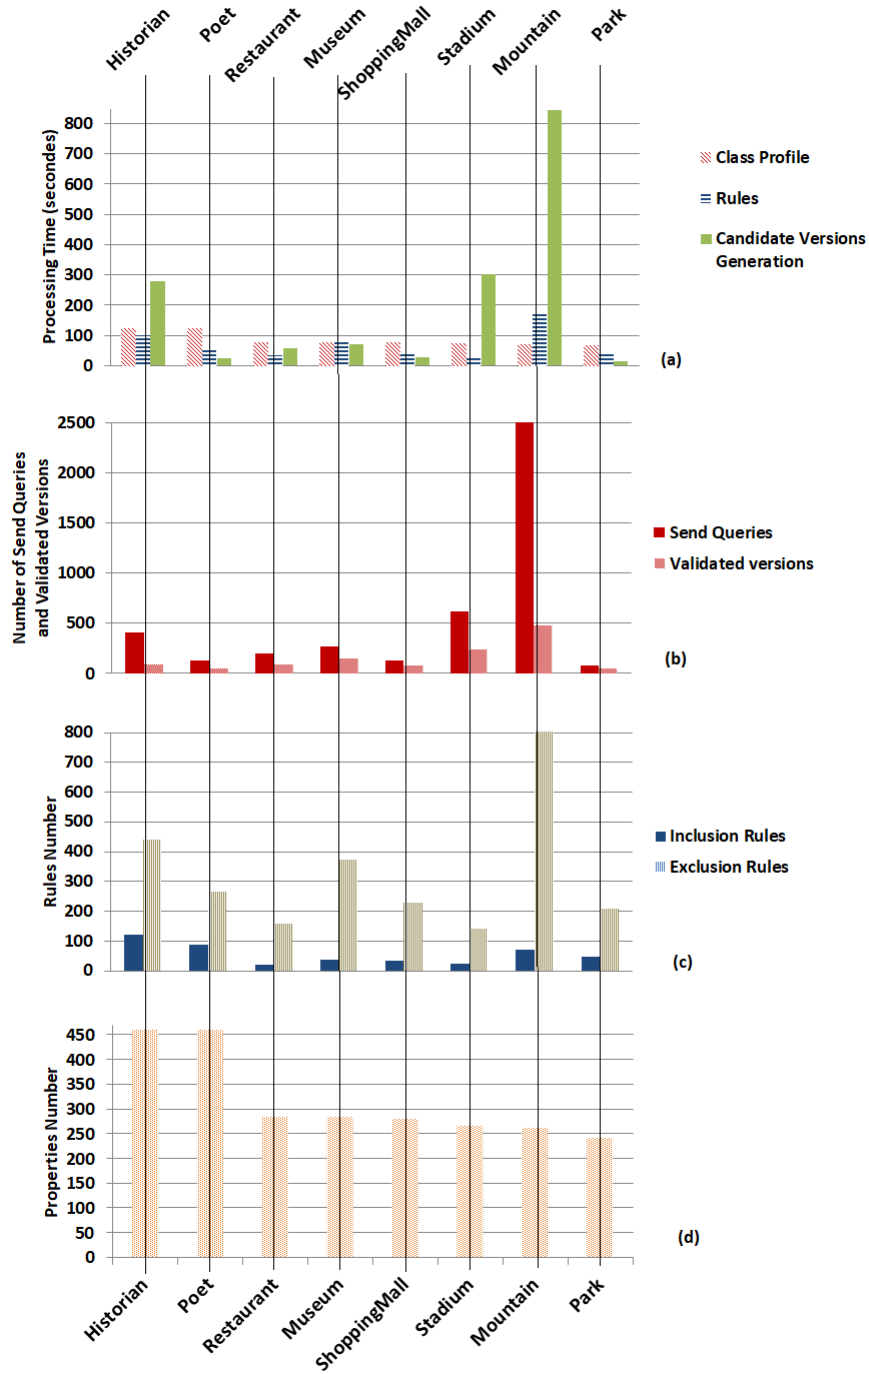 Historian
Poet
Restaurant
Museum
ShoppingMall
Stadium
Mountain
Park
Processing Time (secondes)
800
700
600
500
400
300
200
100
0
Class Profile
Rules
Candidate Versions
Generation
(a)
Number of Send Queries
and Validated Versions
2500
2000
1500
1000
500
0
Send Queries
Validated versions
(b)
Rules Number
800
700
600
500
400
300
200
100
0
Inclusion Rules
Exclusion Rules
(c)
Properties Number
450
400
350
300
250
200
150
100
50
0
(d)
Historian
Poet
Restaurant
Museum
ShoppingMall
Stadium
Mountain
Park